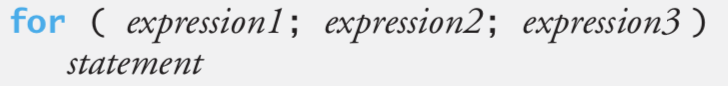 for ( expression1; expression2; expression3 )
statement